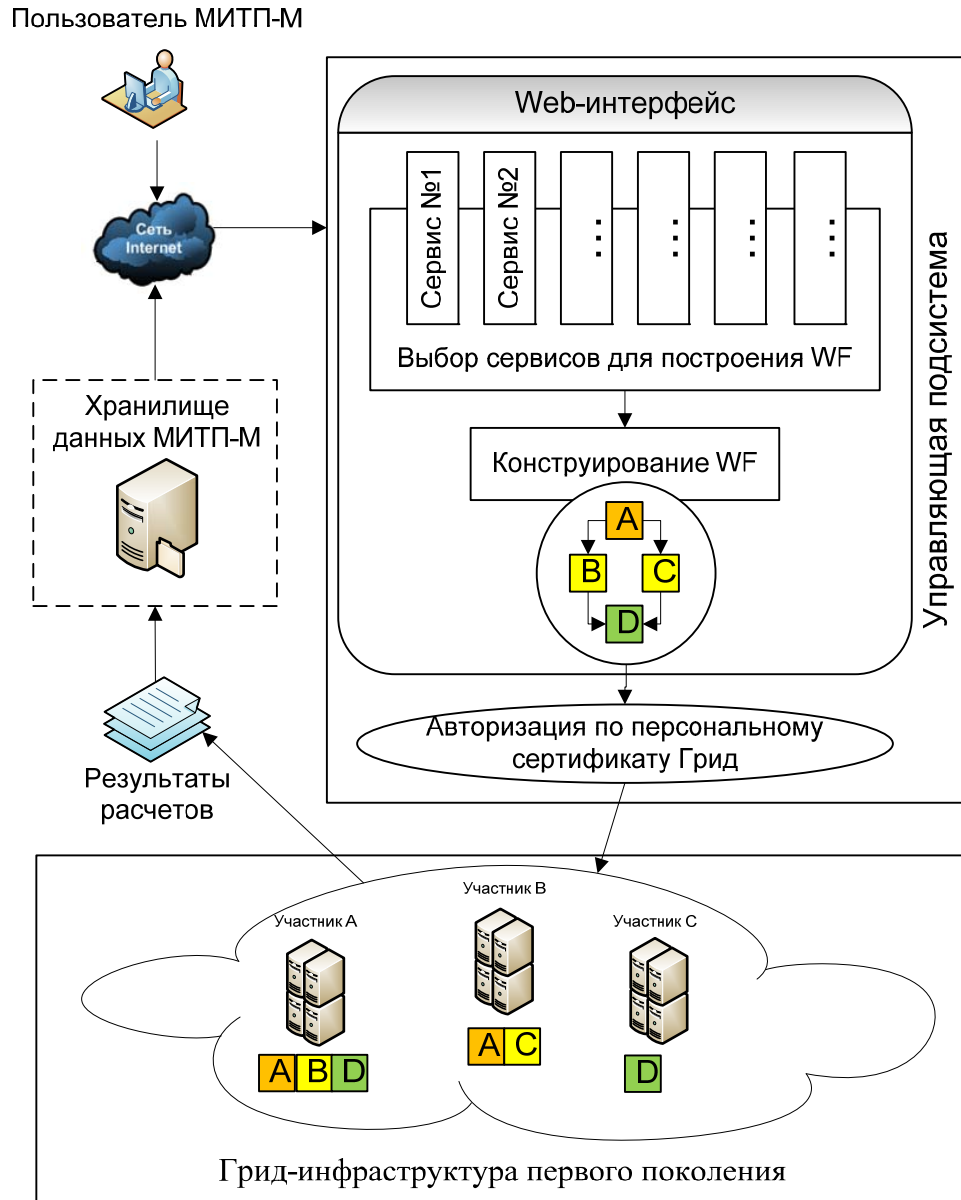 Пользователь МИТП-М
Web-интерфейс
Сеть
Internet
Сервис №1
Сервис №2
...
...
...
...
Выбор сервисов для построения WF
Управляющая подсистема
Хранилище
данных МИТП-М
Конструирование WF
A
B
C
D
Авторизация по персональному
сертификату Грид
Результаты
расчетов
Участник А
Участник В
Участник С
A B D
A C
D
Грид-инфраструктура первого поколения